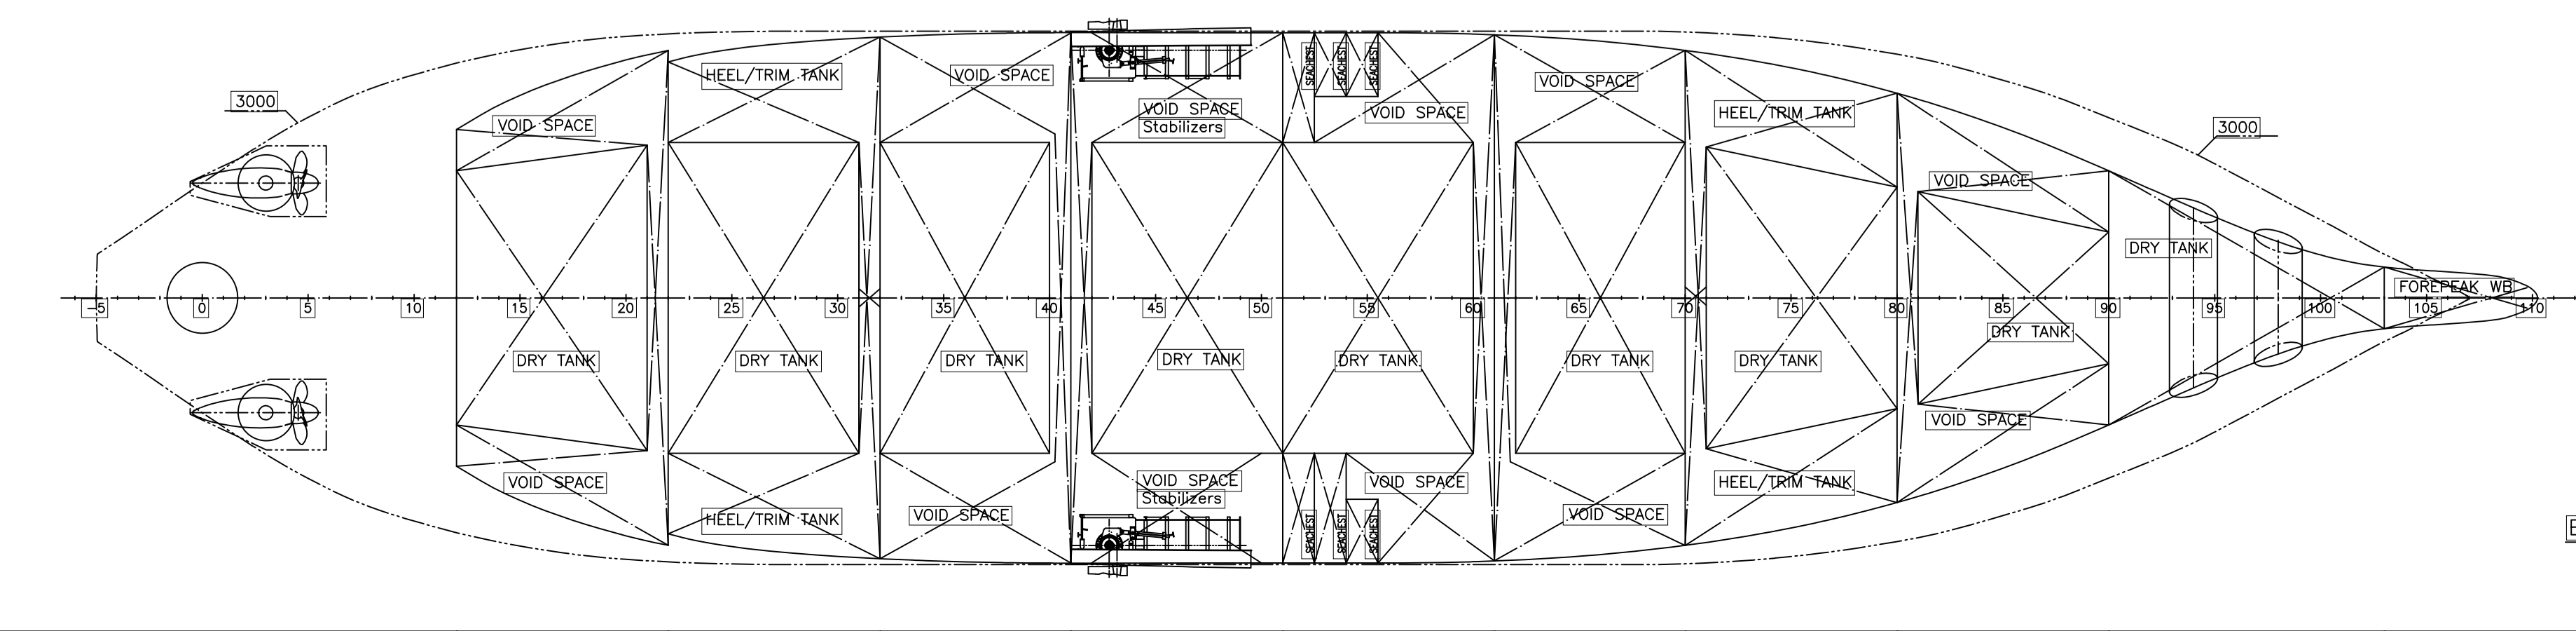 HEEL/TRIM TANK
VOID SPACE
SEACHEST
SEACHEST
SEACHEST
VOID SPACE
3000
VOID SPACE
VOID SPACE
Stabilizers
VOID SPACE
HEEL/TRIM TANK
3000
VOID SPACE
DRY TANK
FOREPEAK WB
-5
0
5
10
15
20
25
30
35
40
45
50
55
60
65
70
75
80
85
90
95
100
105
110
DRY TANK
DRY TANK
DRY TANK
DRY TANK
DRY TANK
DRY TANK
DRY TANK
DRY TANK
VOID SPACE
VOID SPACE
VOID SPACE
Stabilizers
VOID SPACE
HEEL/TRIM TANK
HEEL/TRIM TANK
VOID SPACE
VOID SPACE
SEACHEST
SEACHEST
SEACHEST